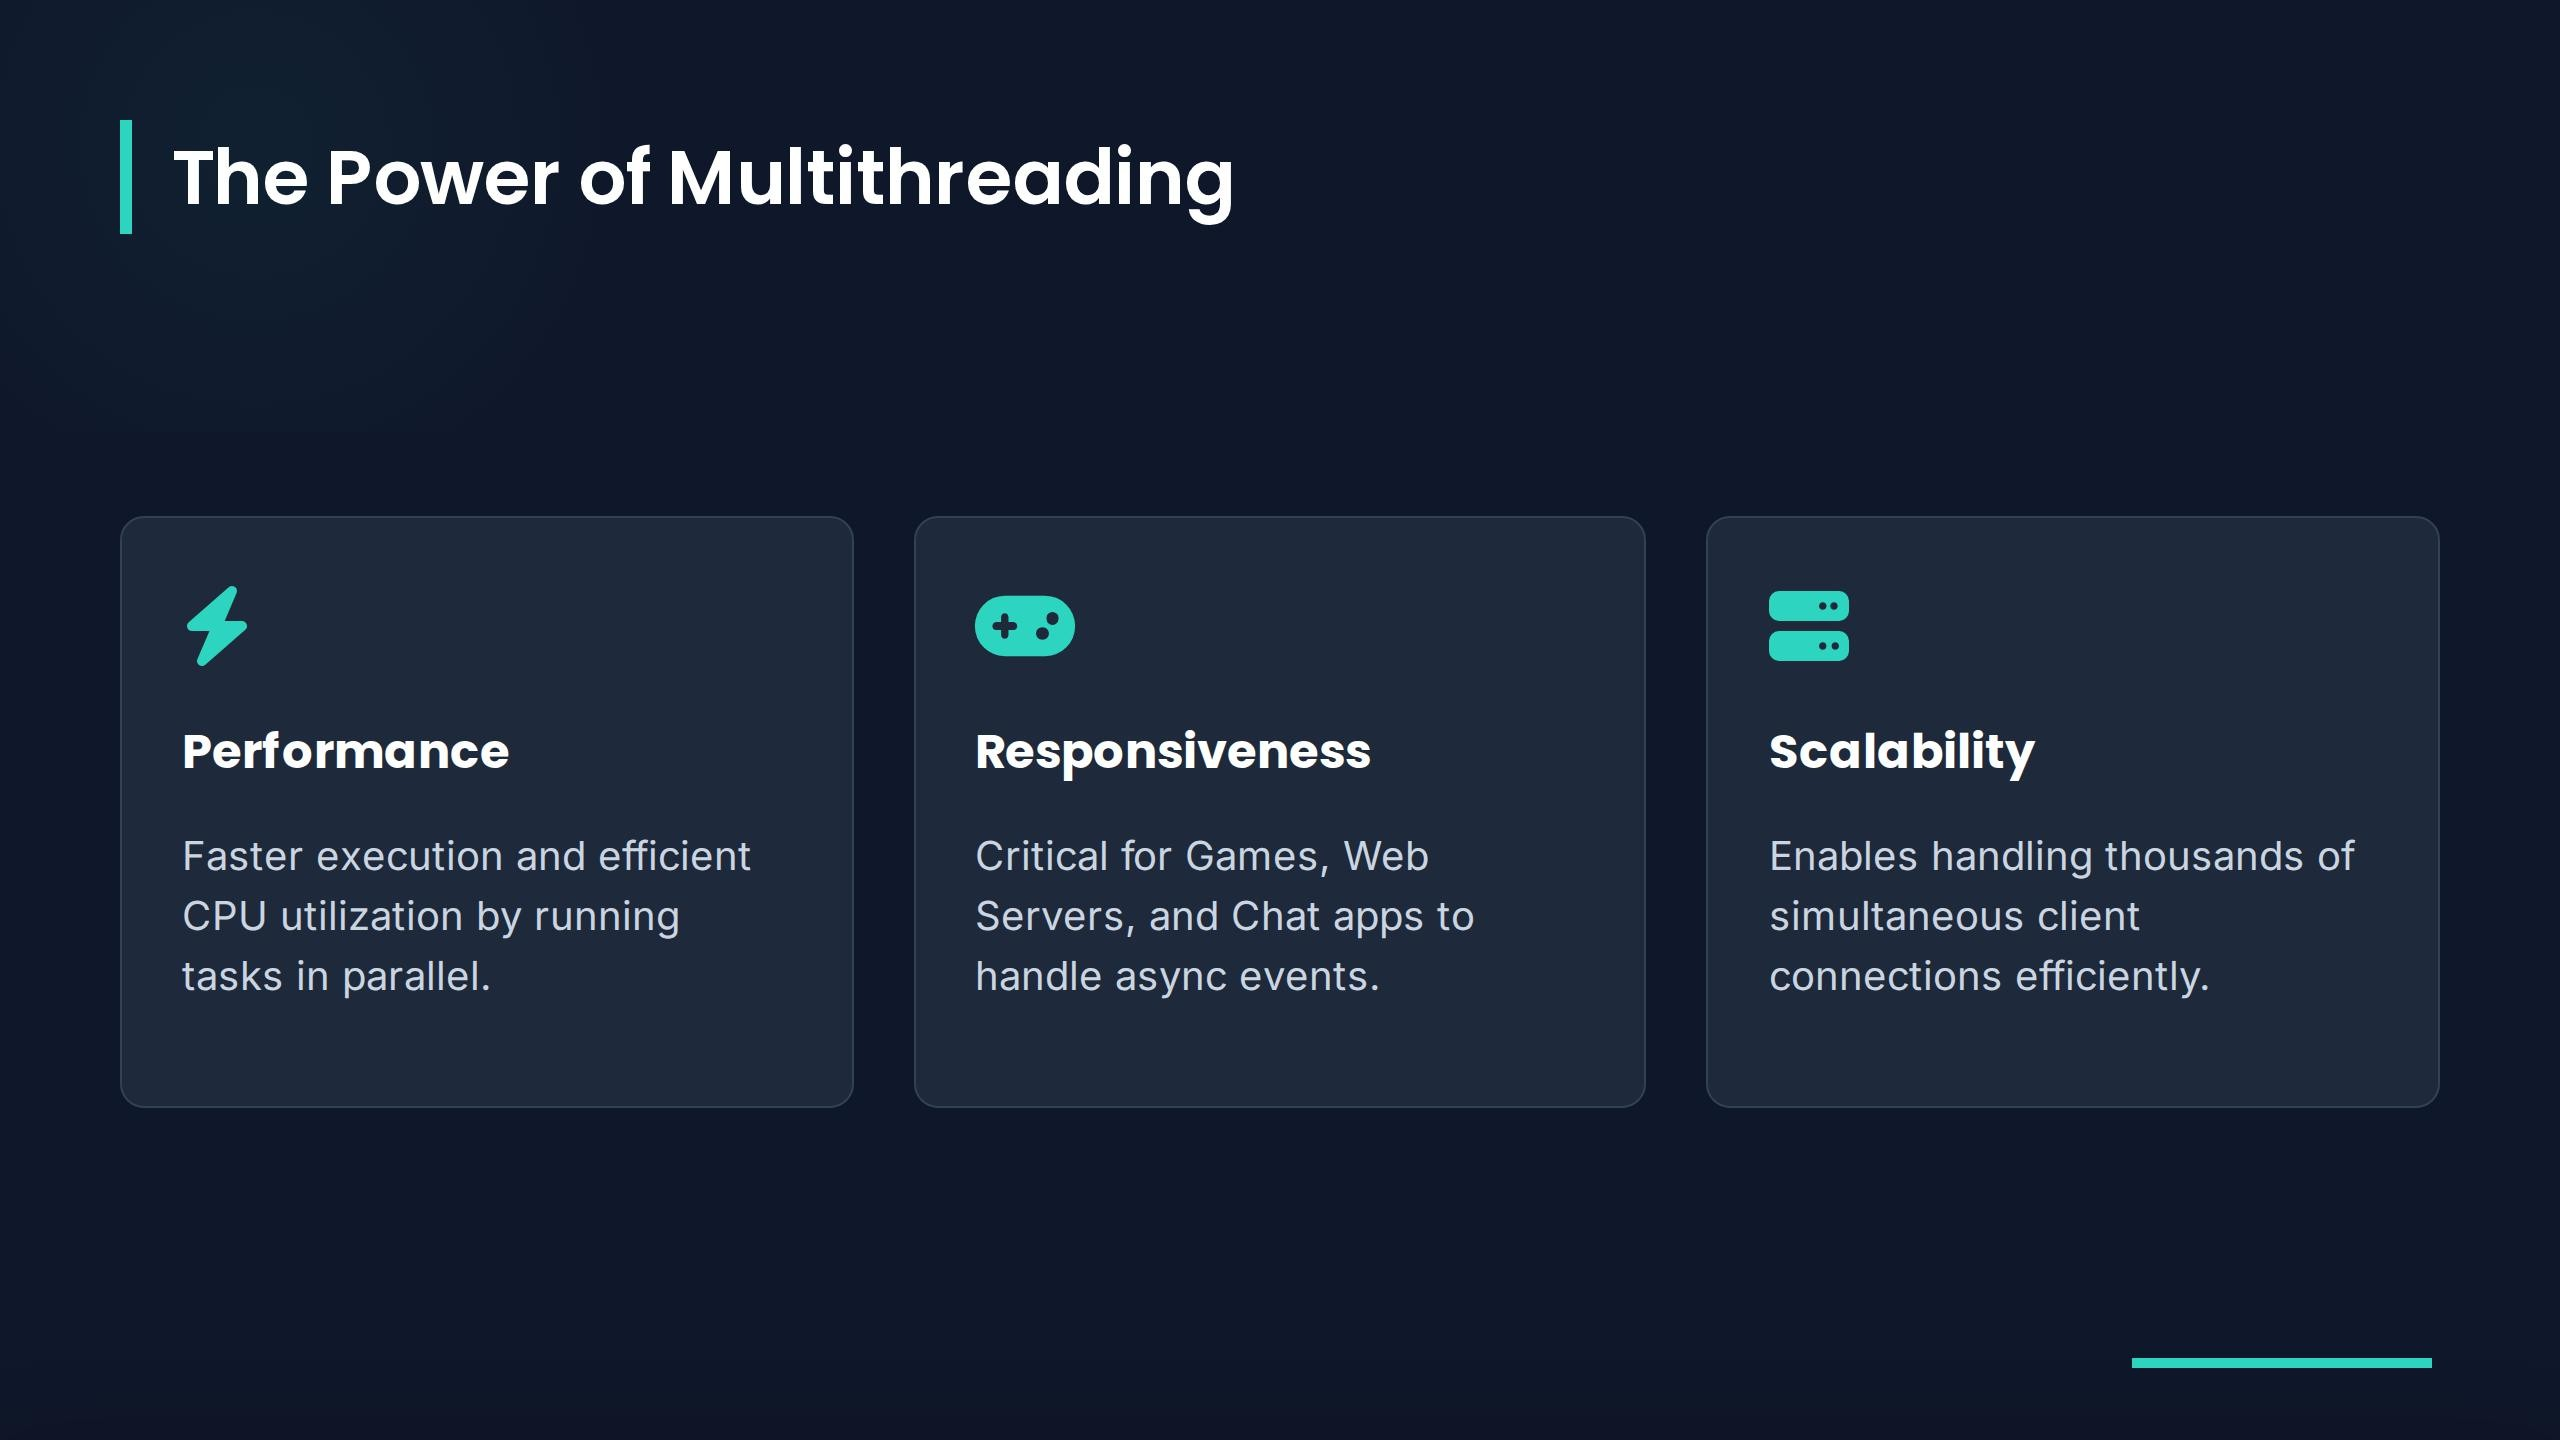 The Power of Multithreading
Performance
Faster execution and efficient
CPU utilization by running
tasks in parallel.
Responsiveness
Critical for Games, Web
Servers, and Chat apps to
handle async events.
Scalability
Enables handling thousands of
simultaneous client
connections efficiently.